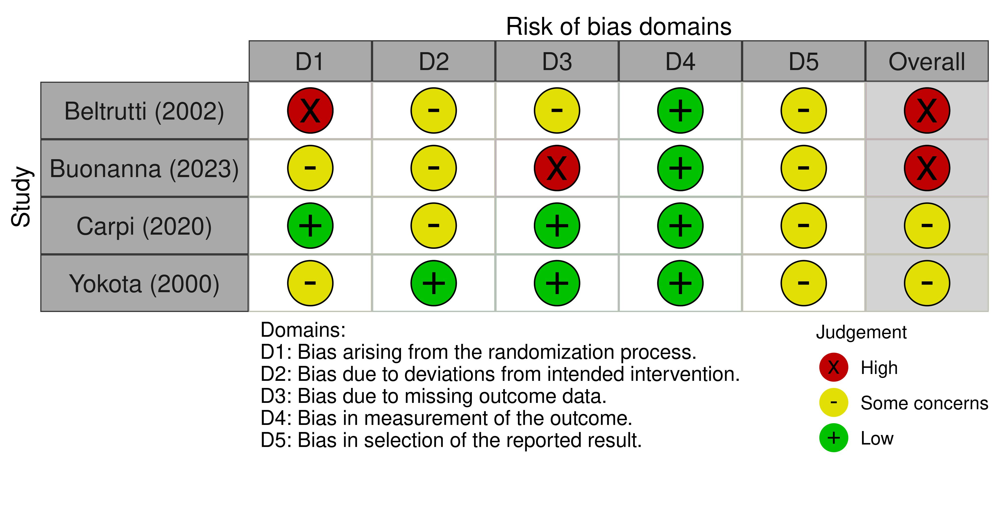 Risk of bias domains
D1 D2 D3 D4 D5 Overall
Study
Beltrutti (2002) X - - + - X
Buonanna (2023) - - X + - X
Carpi (2020) + - + + - -
Yokota (2000) - + + + - -
Domains:
D1: Bias arising from the randomization process.
D2: Bias due to deviations from intended intervention.
D3: Bias due to missing outcome data.
D4: Bias in measurement of the outcome.
D5: Bias in selection of the reported result.
Judgement
X High
- Some concerns
+ Low